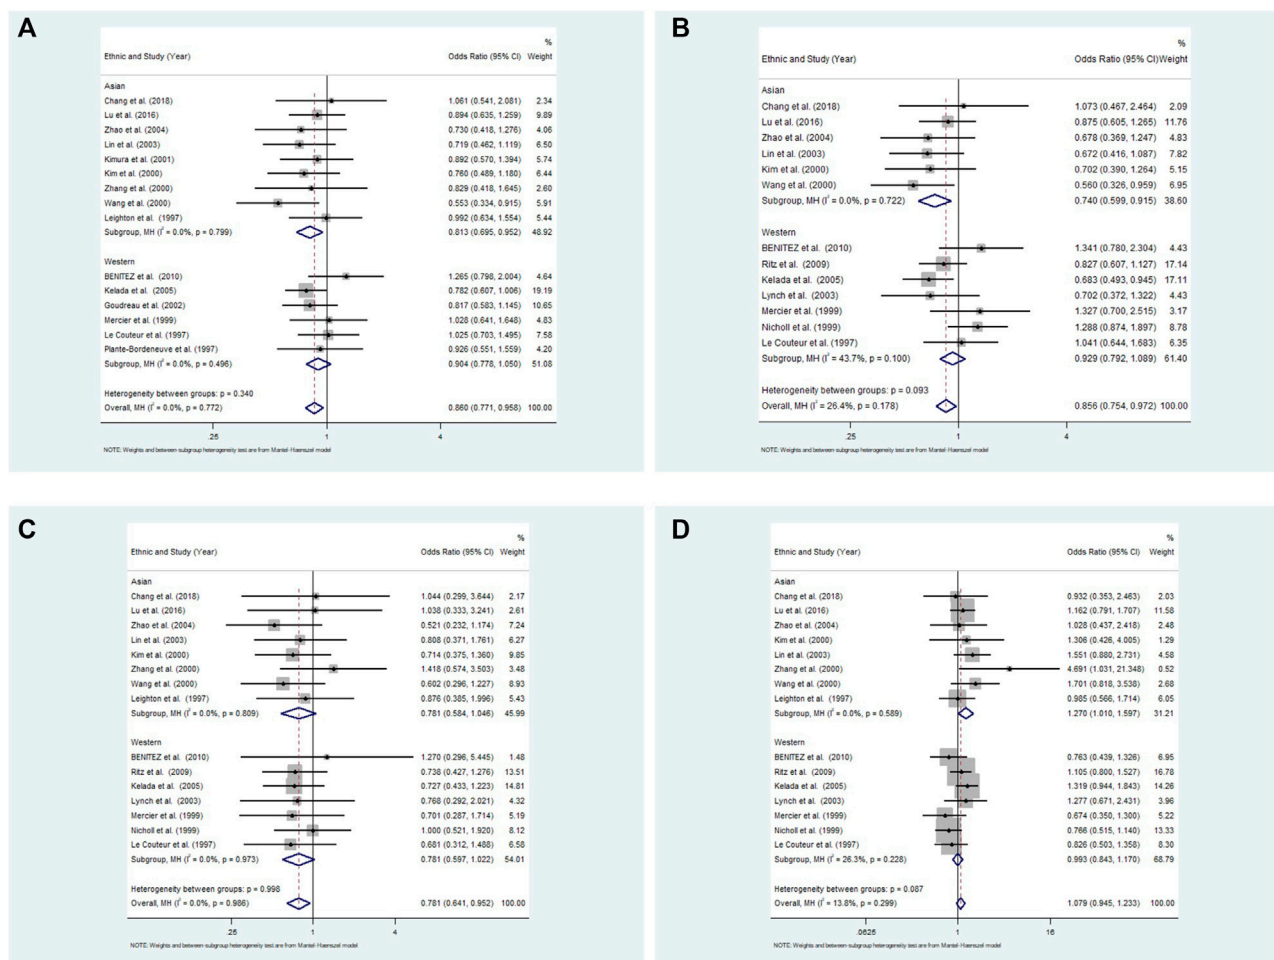 A
%
Ethnic and Study (Year) Odds Ratio (95% CI) Weight
Asian
Chang et al. (2018) 1.061 (0.541, 2.081) 2.34
Lu et al. (2016) 0.894 (0.635, 1.259) 9.89
Zhao et al. (2004) 0.730 (0.418, 1.276) 4.06
Lin et al. (2003) 0.719 (0.462, 1.119) 6.50
Kimura et al. (2001) 0.892 (0.570, 1.394) 5.74
Kim et al. (2000) 0.760 (0.489, 1.180) 6.44
Zhang et al. (2000) 0.829 (0.418, 1.645) 2.60
Wang et al. (2000) 0.553 (0.334, 0.915) 5.91
Leighton et al. (1997) 0.992 (0.634, 1.554) 5.44
Subgroup, MH (I² = 0.0%, p = 0.799) 0.813 (0.695, 0.952) 48.92
Western
BENITEZ et al. (2010) 1.265 (0.798, 2.004) 4.64
Kelada et al. (2005) 0.782 (0.607, 1.006) 19.19
Goudreau et al. (2002) 0.817 (0.583, 1.145) 10.65
Mercier et al. (1999) 1.028 (0.641, 1.648) 4.83
Le Couteur et al. (1997) 1.025 (0.703, 1.495) 7.58
Plante-Bordeneuve et al. (1997) 0.926 (0.551, 1.559) 4.20
Subgroup, MH (I² = 0.0%, p = 0.496) 0.904 (0.778, 1.050) 51.08
Heterogeneity between groups: p = 0.340
Overall, MH (I² = 0.0%, p = 0.772) 0.860 (0.771, 0.958) 100.00
.25 1 4
NOTE: Weights and between-subgroup heterogeneity test are from Mantel-Haenszel model
B
%
Ethnic and Study (Year) Odds Ratio (95% CI)Weight
Asian
Chang et al. (2018) 1.073 (0.467, 2.464) 2.09
Lu et al. (2016) 0.875 (0.605, 1.265) 11.76
Zhao et al. (2004) 0.678 (0.369, 1.247) 4.83
Lin et al. (2003) 0.672 (0.416, 1.087) 7.82
Kim et al. (2000) 0.702 (0.390, 1.264) 5.15
Wang et al. (2000) 0.560 (0.326, 0.959) 6.95
Subgroup, MH (I² = 0.0%, p = 0.722) 0.740 (0.599, 0.915) 38.60
Western
BENITEZ et al. (2010) 1.341 (0.780, 2.304) 4.43
Ritz et al. (2009) 0.827 (0.607, 1.127) 17.14
Kelada et al. (2005) 0.683 (0.493, 0.945) 17.11
Lynch et al. (2003) 0.702 (0.372, 1.322) 4.43
Mercier et al. (1999) 1.327 (0.700, 2.515) 3.17
Nicholl et al. (1999) 1.288 (0.874, 1.897) 8.78
Le Couteur et al. (1997) 1.041 (0.644, 1.683) 6.35
Subgroup, MH (I² = 43.7%, p = 0.100) 0.929 (0.792, 1.089) 61.40
Heterogeneity between groups: p = 0.093
Overall, MH (I² = 26.4%, p = 0.178) 0.856 (0.754, 0.972) 100.00
.25 1 4
NOTE: Weights and between-subgroup heterogeneity test are from Mantel-Haenszel model
C
%
Ethnic and Study (Year) Odds Ratio (95% CI) Weight
Asian
Chang et al. (2018) 1.044 (0.299, 3.644) 2.17
Lu et al. (2016) 1.038 (0.333, 3.241) 2.61
Zhao et al. (2004) 0.521 (0.232, 1.174) 7.24
Lin et al. (2003) 0.808 (0.371, 1.761) 6.27
Kim et al. (2000) 0.714 (0.375, 1.360) 9.85
Zhang et al. (2000) 1.418 (0.574, 3.503) 3.48
Wang et al. (2000) 0.602 (0.296, 1.227) 8.93
Leighton et al. (1997) 0.876 (0.385, 1.996) 5.43
Subgroup, MH (I² = 0.0%, p = 0.809) 0.781 (0.584, 1.046) 45.99
Western
BENITEZ et al. (2010) 1.270 (0.296, 5.445) 1.48
Ritz et al. (2009) 0.738 (0.427, 1.276) 13.51
Kelada et al. (2005) 0.727 (0.433, 1.223) 14.81
Lynch et al. (2003) 0.768 (0.292, 2.021) 4.32
Mercier et al. (1999) 0.701 (0.287, 1.714) 5.19
Nicholl et al. (1999) 1.000 (0.521, 1.920) 8.12
Le Couteur et al. (1997) 0.681 (0.312, 1.488) 6.58
Subgroup, MH (I² = 0.0%, p = 0.973) 0.781 (0.597, 1.022) 54.01
Heterogeneity between groups: p = 0.998
Overall, MH (I² = 0.0%, p = 0.986) 0.781 (0.641, 0.952) 100.00
.25 1 4
NOTE: Weights and between-subgroup heterogeneity test are from Mantel-Haenszel model
D
%
Ethnic and Study (Year) Odds Ratio (95% CI) Weight
Asian
Chang et al. (2018) 0.932 (0.353, 2.463) 2.03
Lu et al. (2016) 1.162 (0.791, 1.707) 11.58
Zhao et al. (2004) 1.028 (0.437, 2.418) 2.48
Kim et al. (2000) 1.306 (0.426, 4.005) 1.29
Lin et al. (2003) 1.551 (0.880, 2.731) 4.58
Zhang et al. (2000) 4.691 (1.031, 21.348) 0.52
Wang et al. (2000) 1.701 (0.818, 3.538) 2.68
Leighton et al. (1997) 0.985 (0.566, 1.714) 6.05
Subgroup, MH (I² = 0.0%, p = 0.589) 1.270 (1.010, 1.597) 31.21
Western
BENITEZ et al. (2010) 0.763 (0.439, 1.326) 6.95
Ritz et al. (2009) 1.105 (0.800, 1.527) 16.78
Kelada et al. (2005) 1.319 (0.944, 1.843) 14.26
Lynch et al. (2003) 1.277 (0.671, 2.431) 3.96
Mercier et al. (1999) 0.674 (0.350, 1.300) 5.22
Nicholl et al. (1999) 0.766 (0.515, 1.140) 13.33
Le Couteur et al. (1997) 0.826 (0.503, 1.358) 8.30
Subgroup, MH (I² = 26.3%, p = 0.228) 0.993 (0.843, 1.170) 68.79
Heterogeneity between groups: p = 0.087
Overall, MH (I² = 13.8%, p = 0.299) 1.079 (0.945, 1.233) 100.00
.0625 1 16
NOTE: Weights and between-subgroup heterogeneity test are from Mantel-Haenszel model